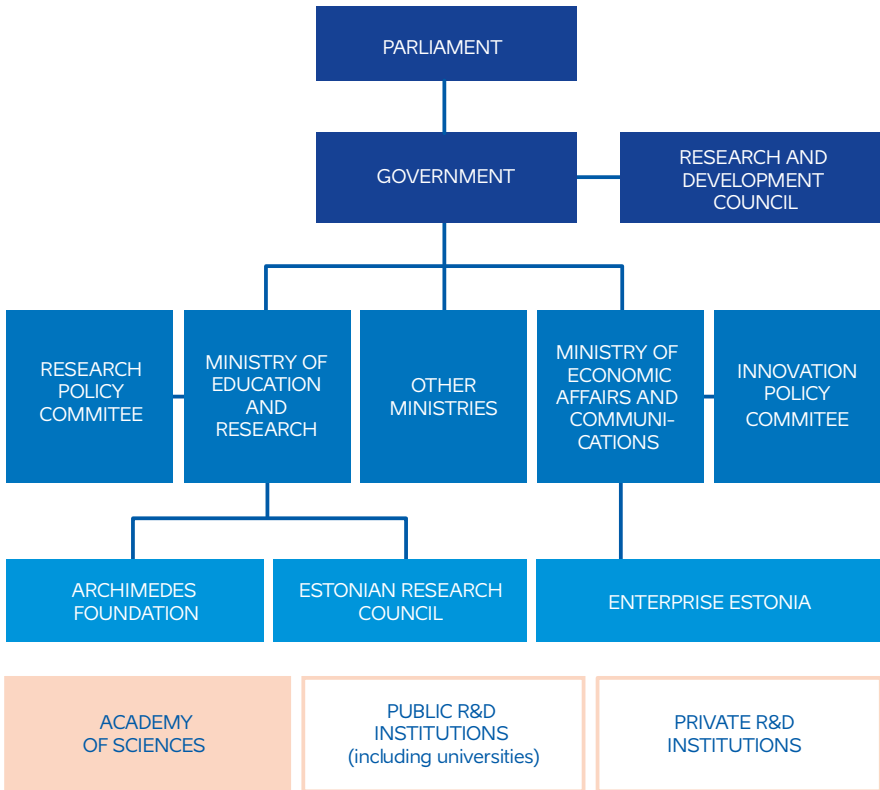 PARLIAMENT
GOVERNMENT
RESEARCH AND
DEVELOPMENT
COUNCIL
RESEARCH
POLICY
COMMITEE
MINISTRY OF
EDUCATION
AND
RESEARCH
OTHER
MINISTRIES
MINISTRY OF
ECONOMIC
AFFAIRS AND
COMMUNI-
CATIONS
INNOVATION
POLICY
COMMITEE
ARCHIMEDES
FOUNDATION
ESTONIAN RESEARCH
COUNCIL
ENTERPRISE ESTONIA
ACADEMY
OF SCIENCES
PUBLIC R&D
INSTITUTIONS
(including universities)
PRIVATE R&D
INSTITUTIONS